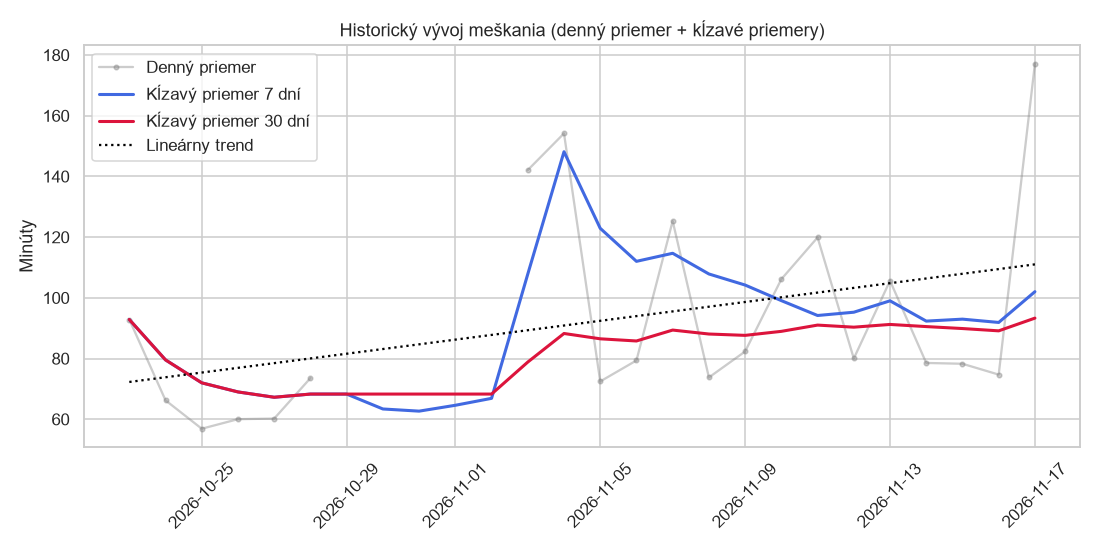 Historický vývoj meškania (denný priemer + kĺzavé priemery)
Denný priemer
Kĺzavý priemer 7 dní
Kĺzavý priemer 30 dní
Lineárny trend
Minúty
180
160
140
120
100
80
60
2026-10-25
2026-10-29
2026-11-01
2026-11-05
2026-11-09
2026-11-13
2026-11-17